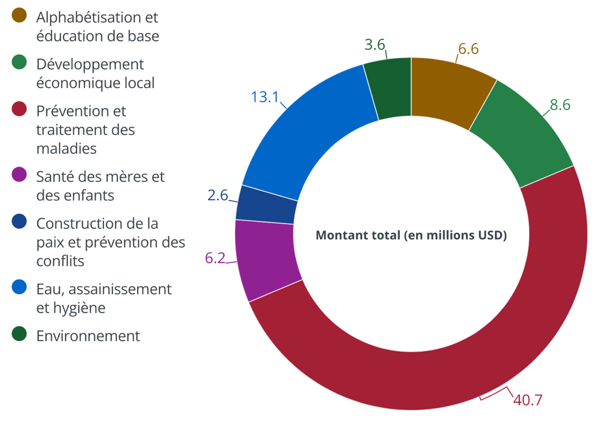 Alphabétisation et
éducation de base
Développement
économique local
Prévention et
traitement des
maladies
Santé des mères et
des enfants
Construction de la
paix et prévention des
conflits
Eau, assainissement
et hygiène
Environnement
3.6
6.6
13.1
8.6
2.6
Montant total (en millions USD)
6.2
40.7